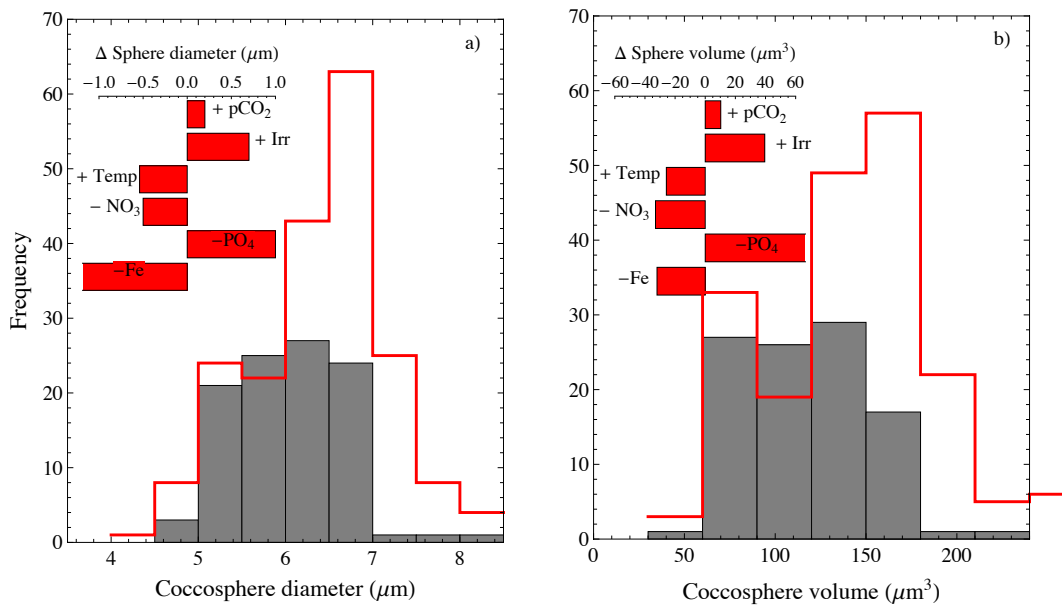 a)
Δ Sphere diameter (μm)
−1.0 −0.5 0.0 0.5 1.0
+ pCO₂
+ Irr
+ Temp
− NO₃
−PO₄
−Fe
70
60
50
40
30
20
10
0
Frequency
4 5 6 7 8
Coccosphere diameter (μm)
b)
Δ Sphere volume (μm³)
−60 −40 −20 0 20 40 60
+ pCO₂
+ Irr
+ Temp
− NO₃
−PO₄
−Fe
70
60
50
40
30
20
10
0
0 50 100 150 200
Coccosphere volume (μm³)